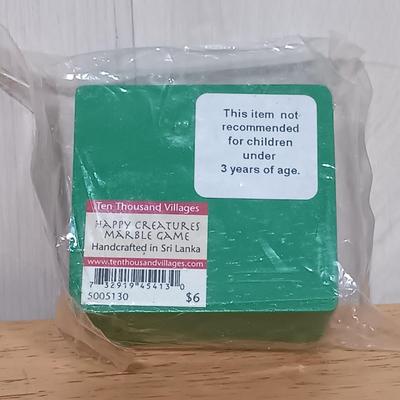 This item not
recommended
for children
under
3 years of age.
Ten Thousand Villages
HAPPY CREATURES
MARBLE GAME
Handcrafted in Sri Lanka
www.tenthousandvillages.com
7 32919 45413 0
5005130 $6